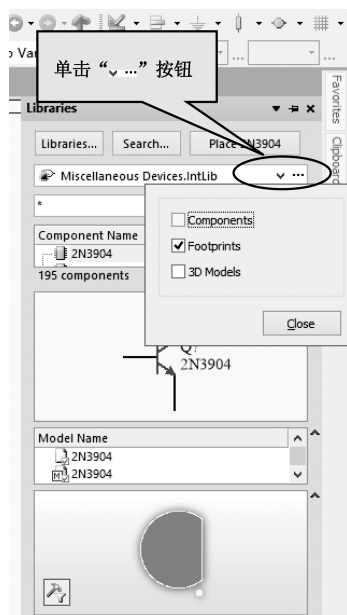 o Va
单击“ ... ”按钮
Favorites
Clipboard
Libraries
Libraries...
Search...
Place 2N3904
Miscellaneous Devices.IntLib
...
*
Components
Footprints
3D Models
Close
Component Name
2N3904
195 components
Q?
2N3904
Model Name
2N3904
2N3904